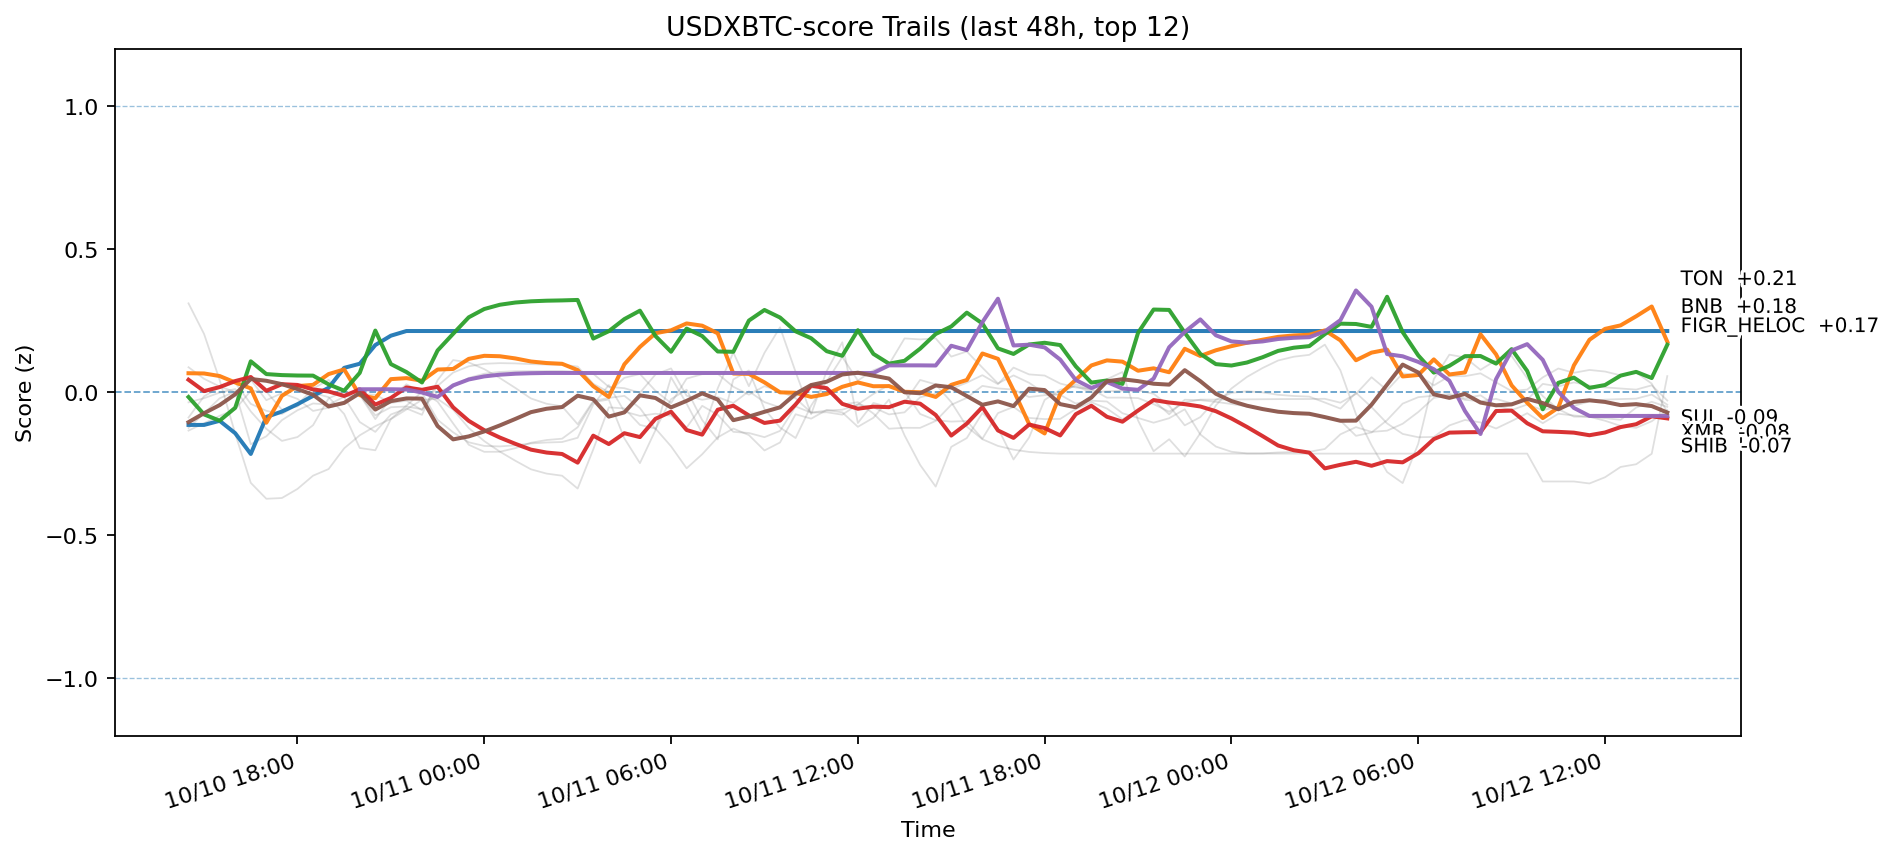 USDXBTC-score Trails (last 48h, top 12)
Score (z)
1.0
0.5
0.0
−0.5
−1.0
TON +0.21
BNB +0.18
FIGR_HELOC +0.17
SUI -0.09
XMR -0.08
SHIB -0.07
10/10 18:00
10/11 00:00
10/11 06:00
10/11 12:00
10/11 18:00
10/12 00:00
10/12 06:00
10/12 12:00
Time